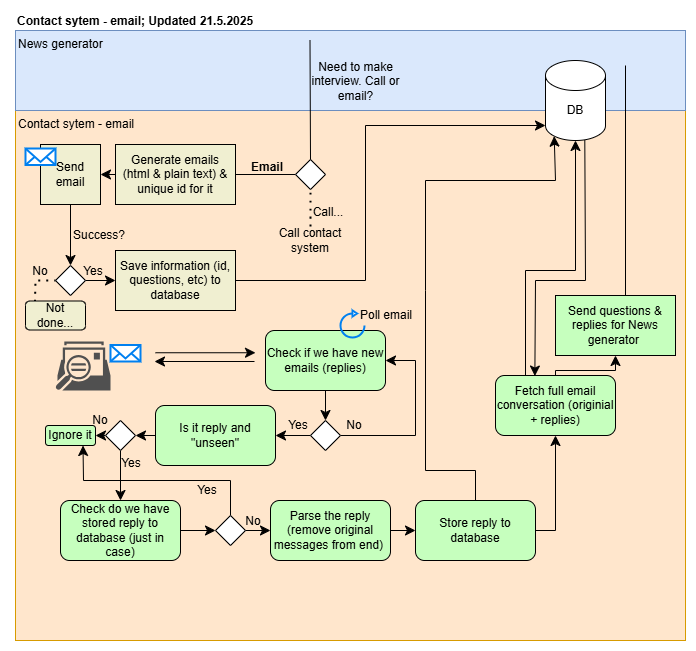 Contact sytem - email; Updated 21.5.2025
News generator
Need to make
interview. Call or
email?
DB
Contact sytem - email
Send
email
Generate emails
(html & plain text) &
unique id for it
Email
Call...
Call contact
system
Success?
No
Yes
Save information (id,
questions, etc) to
database
Not
done...
Poll email
Check if we have new
emails (replies)
Send questions &
replies for News
generator
Fetch full email
conversation (originial
+ replies)
Ignore it
No
Is it reply and
"unseen"
Yes
No
Yes
Check do we have
stored reply to
database (just in
case)
Yes
No
Parse the reply
(remove original
messages from end)
Store reply to
database